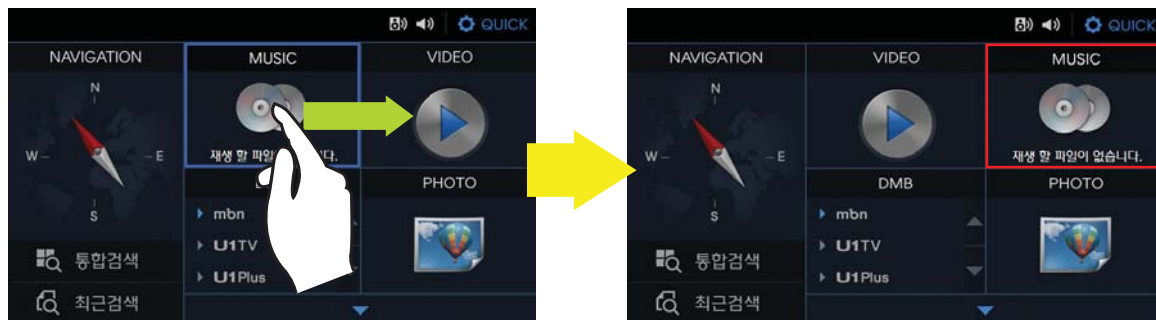 QUICK
NAVIGATION
MUSIC
VIDEO
N
W
E
S
재생 할 파일
다.
PHOTO
mbn
U1TV
U1Plus
통합검색
최근검색
QUICK
NAVIGATION
VIDEO
MUSIC
N
W
E
S
재생 할 파일이 없습니다.
DMB
PHOTO
mbn
U1TV
U1Plus
통합검색
최근검색